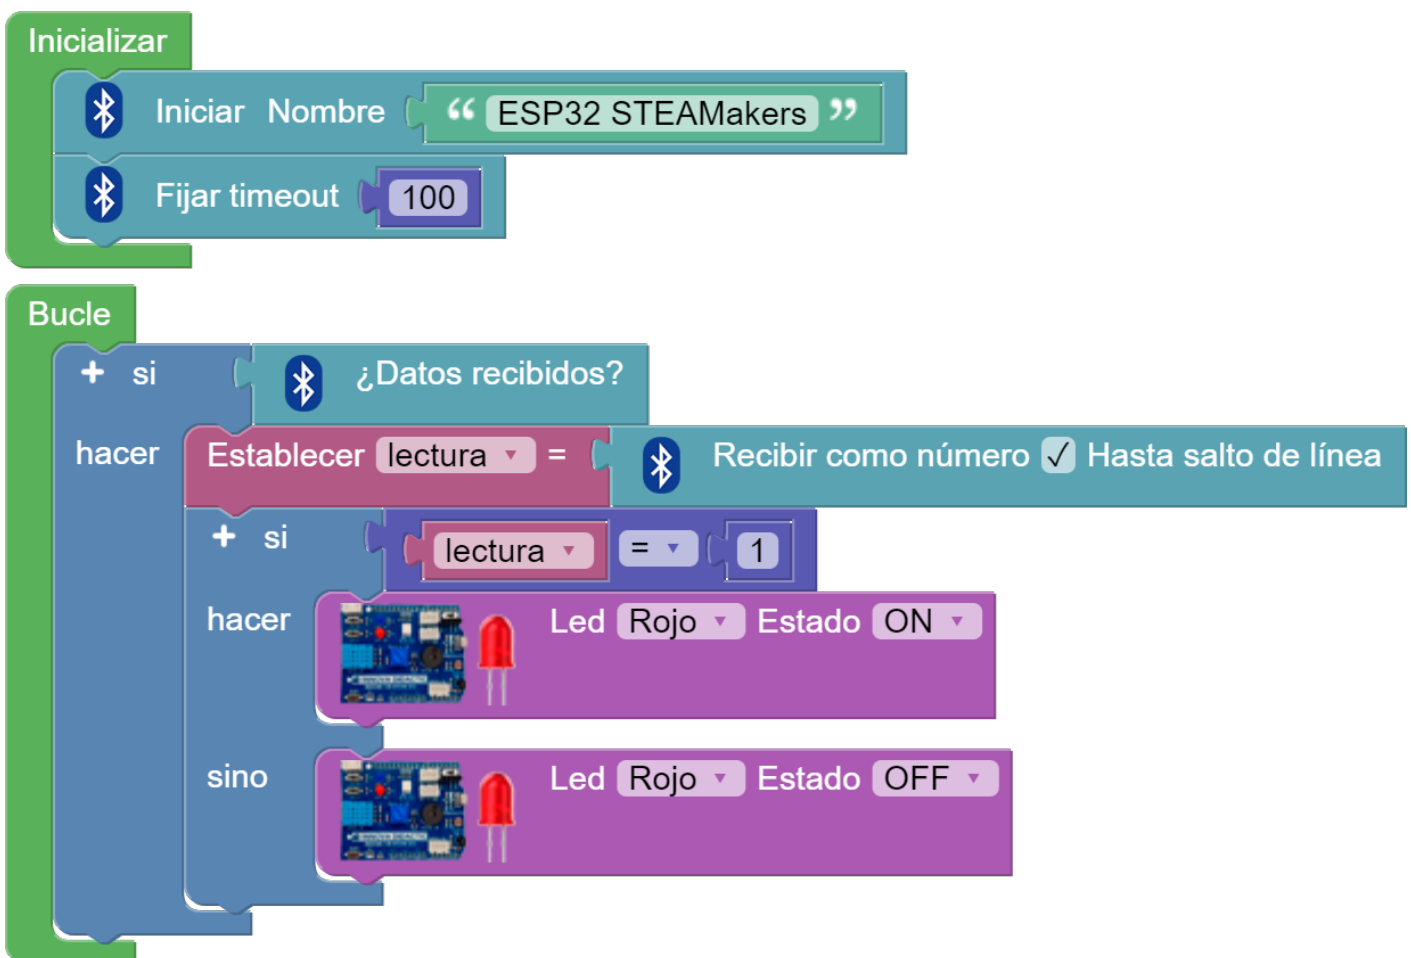 Inicializar
Iniciar Nombre “ ESP32 STEAMakers ”
Fijar timeout 100
Bucle
+ si ¿Datos recibidos?
hacer Establecer lectura = Recibir como número ✓ Hasta salto de línea
+ si lectura = 1
hacer Led Rojo Estado ON
sino Led Rojo Estado OFF